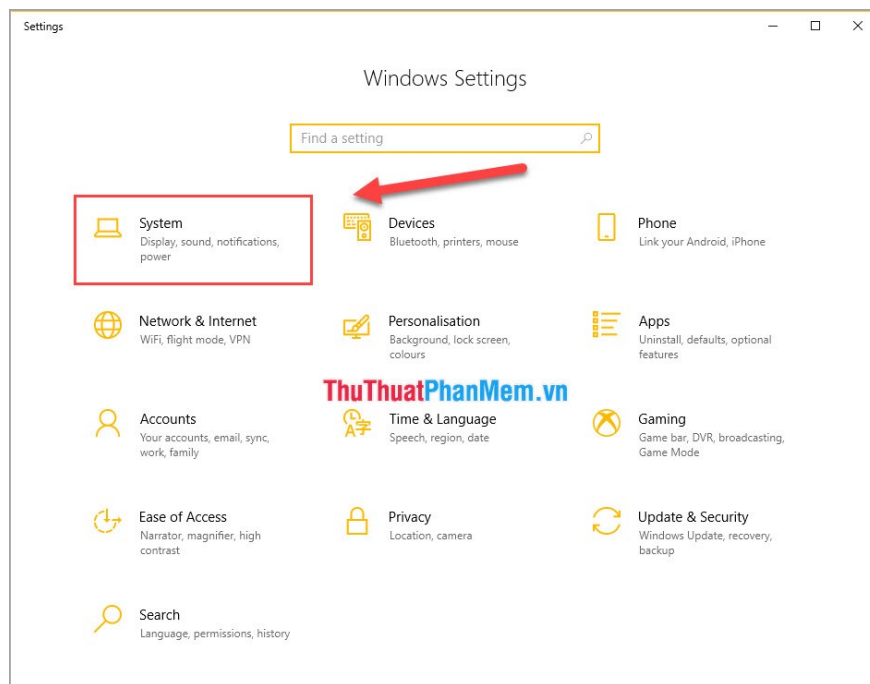 Settings
Windows Settings
Find a setting
System
Display, sound, notifications,
power
Devices
Bluetooth, printers, mouse
Phone
Link your Android, iPhone
Network & Internet
WiFi, flight mode, VPN
Personalisation
Background, lock screen,
colours
Apps
Uninstall, defaults, optional
features
ThuThuatPhanMem.vn
Accounts
Your accounts, email, sync,
work, family
Time & Language
Speech, region, date
Gaming
Game bar, DVR, broadcasting,
Game Mode
Ease of Access
Narrator, magnifier, high
contrast
Privacy
Location, camera
Update & Security
Windows Update, recovery,
backup
Search
Language, permissions, history